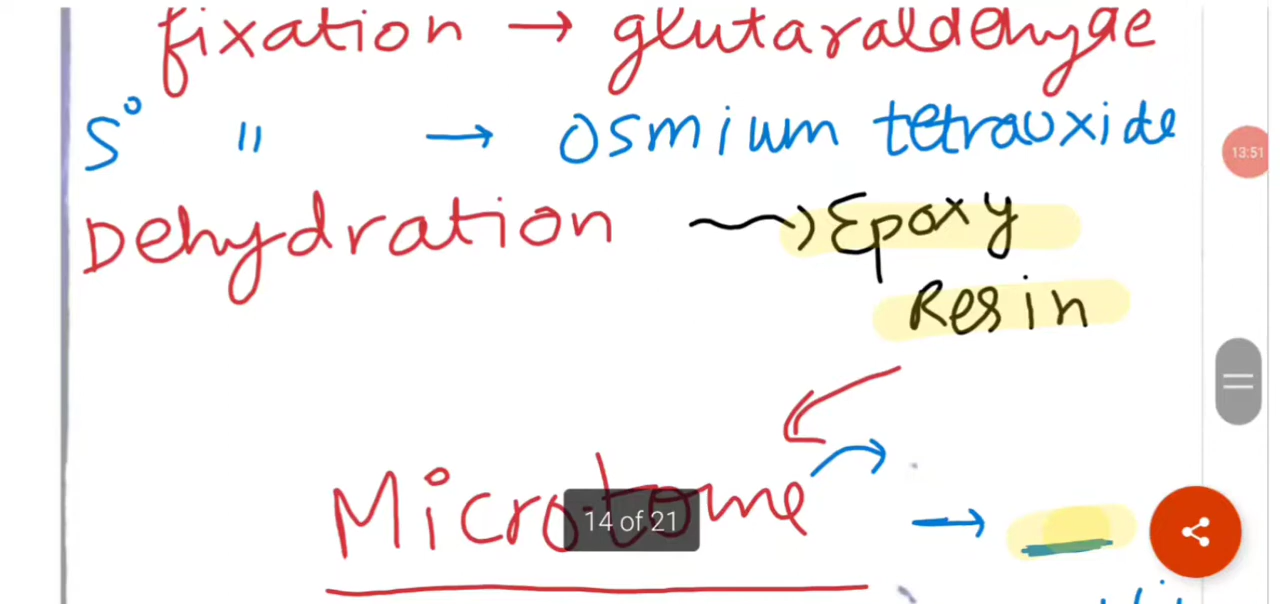 fixation → glutaraldehyde
S° " → Osmium tetraoxide
13:51
Dehydration → Epoxy
Resin
Microtome →
14 of 21